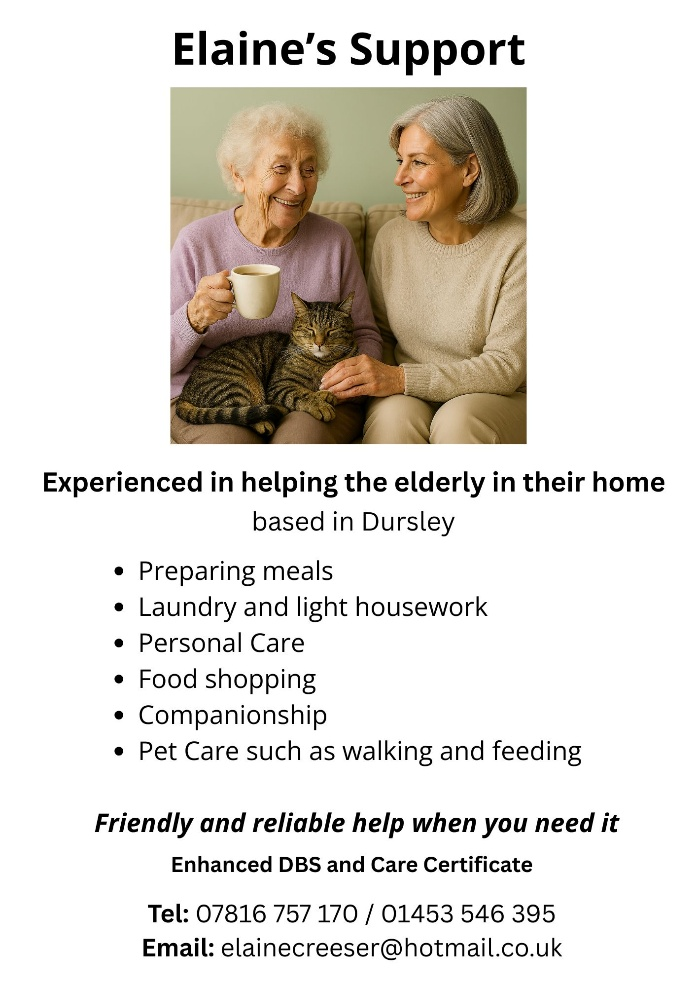 Elaine’s Support
Experienced in helping the elderly in their home
based in Dursley
• Preparing meals
• Laundry and light housework
• Personal Care
• Food shopping
• Companionship
• Pet Care such as walking and feeding
Friendly and reliable help when you need it
Enhanced DBS and Care Certificate
Tel: 07816 757 170 / 01453 546 395
Email: elainecreeser@hotmail.co.uk